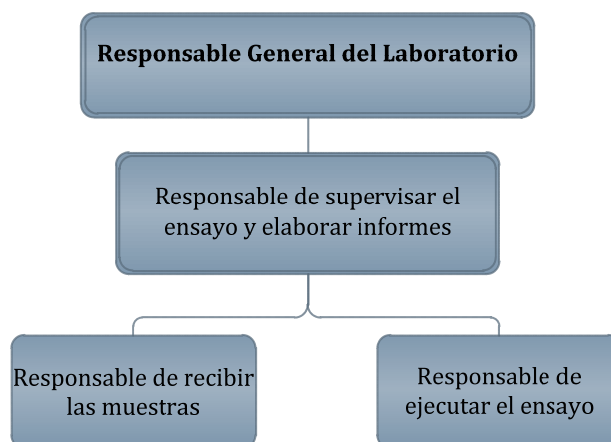 Responsable General del Laboratorio
Responsable de supervisar el
ensayo y elaborar informes
Responsable de recibir
las muestras
Responsable de
ejecutar el ensayo